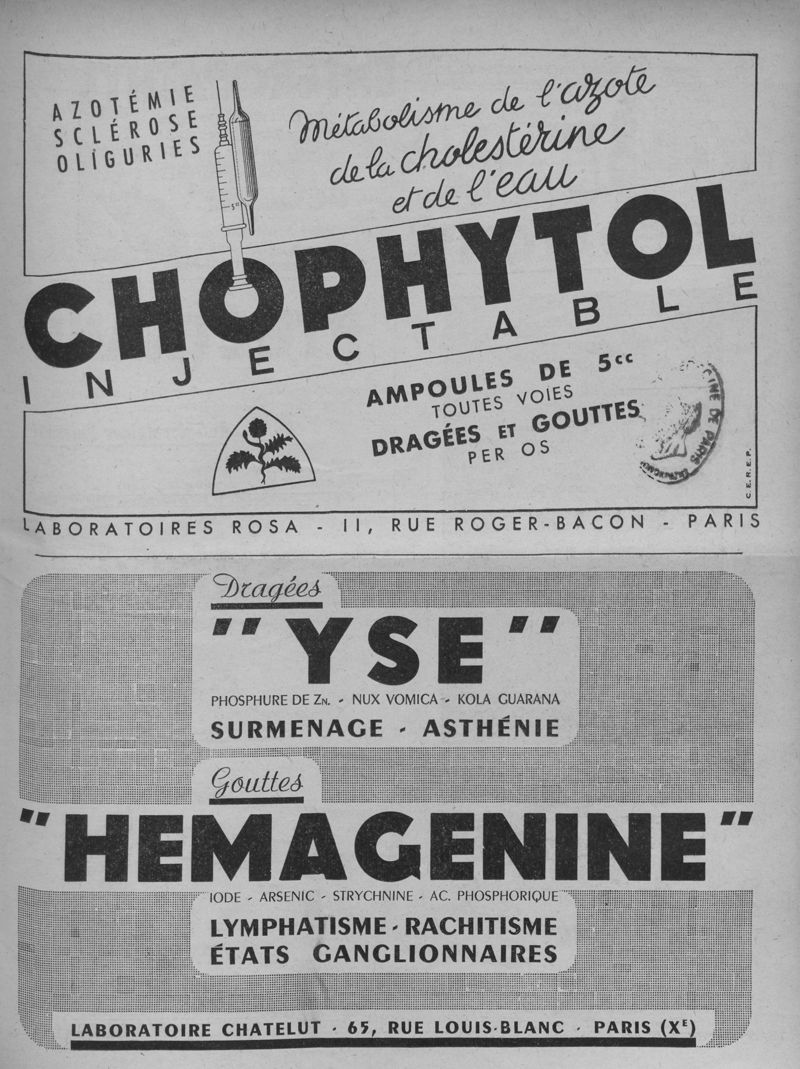 AZOTÉMIE
SCLÉROSE
OLIGURIES
Métabolisme de l'azote
de la cholestérine
et de l'eau
CHOPHYTOL
INJECTABLE
AMPOULES DE 5cc
TOUTES VOIES
DRAGÉES ET GOUTTES
PER OS
CINE DE PARIS
C.E.R.E.P.
LABORATOIRES ROSA - 11, RUE ROGER-BACON - PARIS
Dragées
"YSE"
PHOSPHURE DE ZN. - NUX VOMICA - KOLA GUARANA
SURMENAGE - ASTHÉNIE
Gouttes
"HEMAGENINE"
IODE - ARSENIC - STRYCHNINE - AC. PHOSPHORIQUE
LYMPHATISME - RACHITISME
ÉTATS GANGLIONNAIRES
LABORATOIRE CHATELUT - 65, RUE LOUIS-BLANC - PARIS (XE)